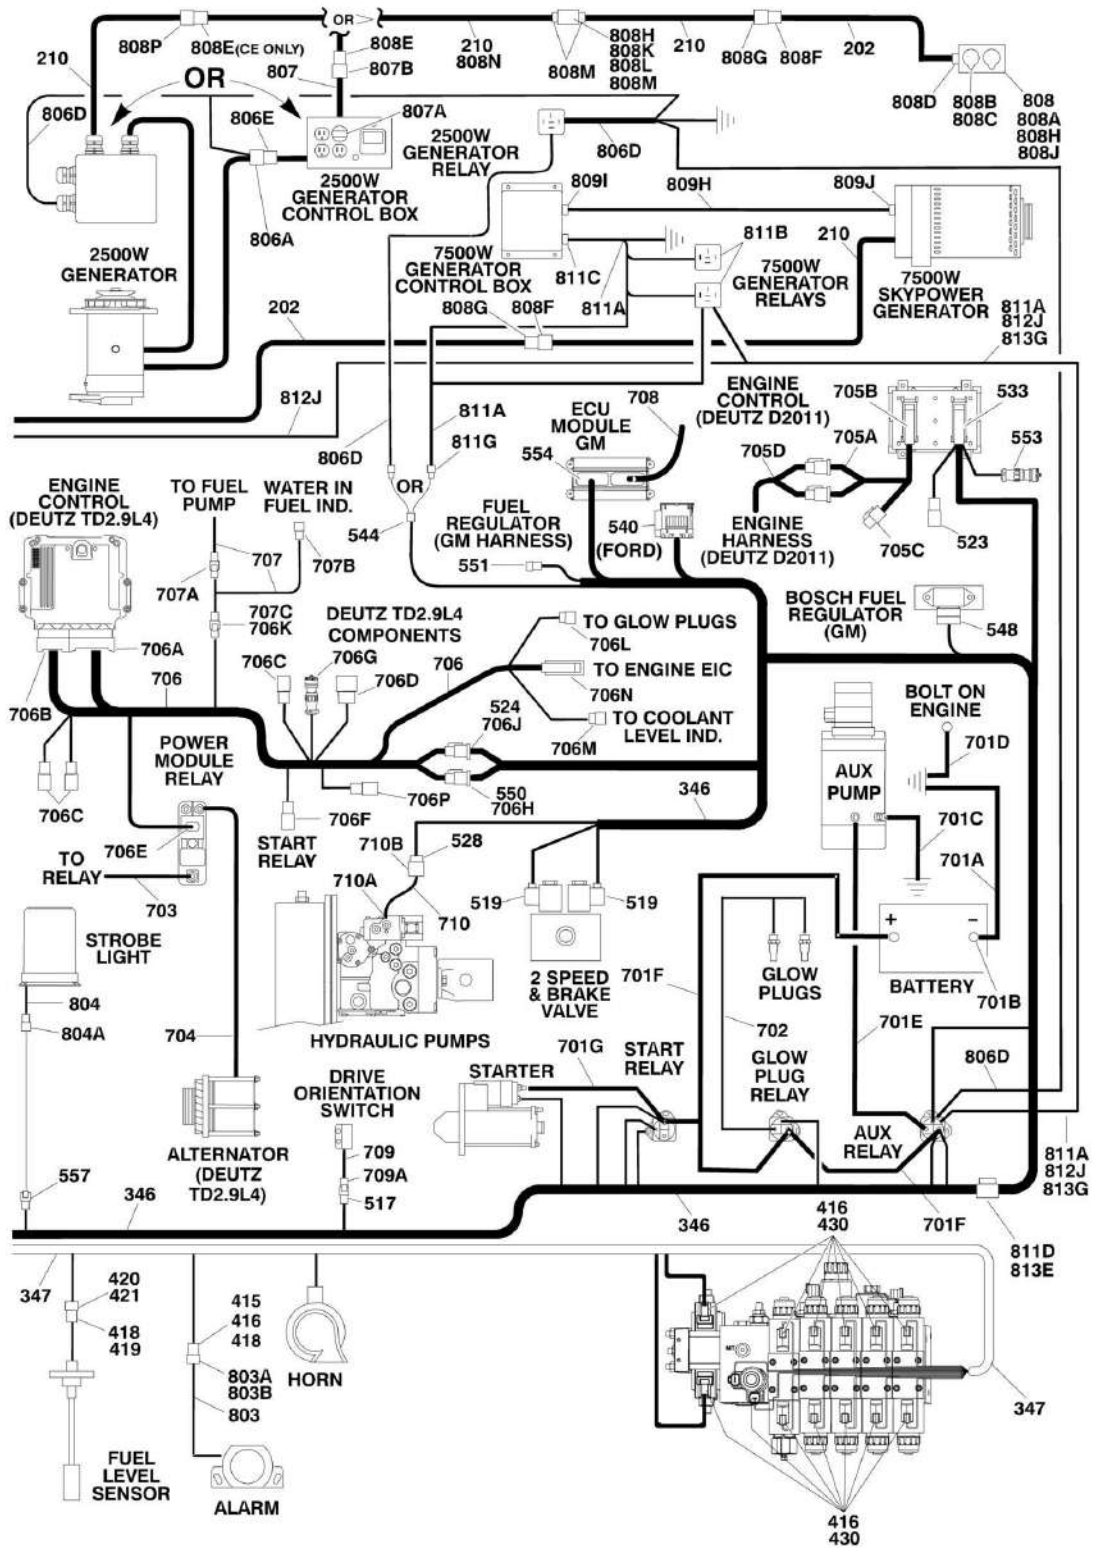 OR
808P
808E(CE ONLY)
808E
210
808N
808H
808K
808L
808M
808M
210
808G
808F
202
210
807
807B
808D
808B
808C
808
808A
808H
808J
OR
806D
806E
807A
2500W
GENERATOR
RELAY
806D
2500W
GENERATOR
CONTROL BOX
806A
809I
809H
809J
210
2500W
GENERATOR
7500W
GENERATOR
CONTROL BOX
811C
811A
811B
7500W
GENERATOR
RELAYS
7500W
SKYPOWER
GENERATOR
811A
812J
813G
202
808G
808F
812J
806D
811A
811G
OR
544
ECU
MODULE
GM
554
708
ENGINE
CONTROL
(DEUTZ D2011)
705B
533
705D
705A
553
ENGINE
CONTROL
(DEUTZ TD2.9L4)
TO FUEL
PUMP
WATER IN
FUEL IND.
FUEL
REGULATOR
(GM HARNESS)
540
(FORD)
ENGINE
HARNESS
(DEUTZ D2011)
705C
523
707
707B
707A
551
707C
706K
DEUTZ TD2.9L4
COMPONENTS
BOSCH FUEL
REGULATOR
(GM)
548
706A
706
706B
706C
706G
706D
706
TO GLOW PLUGS
706L
TO ENGINE EIC
706N
524
706J
TO COOLANT
LEVEL IND.
706M
BOLT ON
ENGINE
701D
POWER
MODULE
RELAY
706C
706P
550
706H
346
AUX
PUMP
701C
701A
706E
TO
RELAY
703
START
RELAY
706F
710B
528
710A
710
519
519
STROBE
LIGHT
804
804A
704
HYDRAULIC PUMPS
2 SPEED
& BRAKE
VALVE
701F
GLOW
PLUGS
702
+
-
BATTERY
701B
701E
806D
DRIVE
ORIENTATION
SWITCH
STARTER
701G
START
RELAY
GLOW
PLUG
RELAY
ALTERNATOR
(DEUTZ
TD2.9L4)
709
709A
517
AUX
RELAY
811A
812J
813G
557
346
346
416
430
701F
811D
813E
347
420
421
418
419
415
416
418
803A
803B
803
HORN
347
FUEL
LEVEL
SENSOR
ALARM
416
430